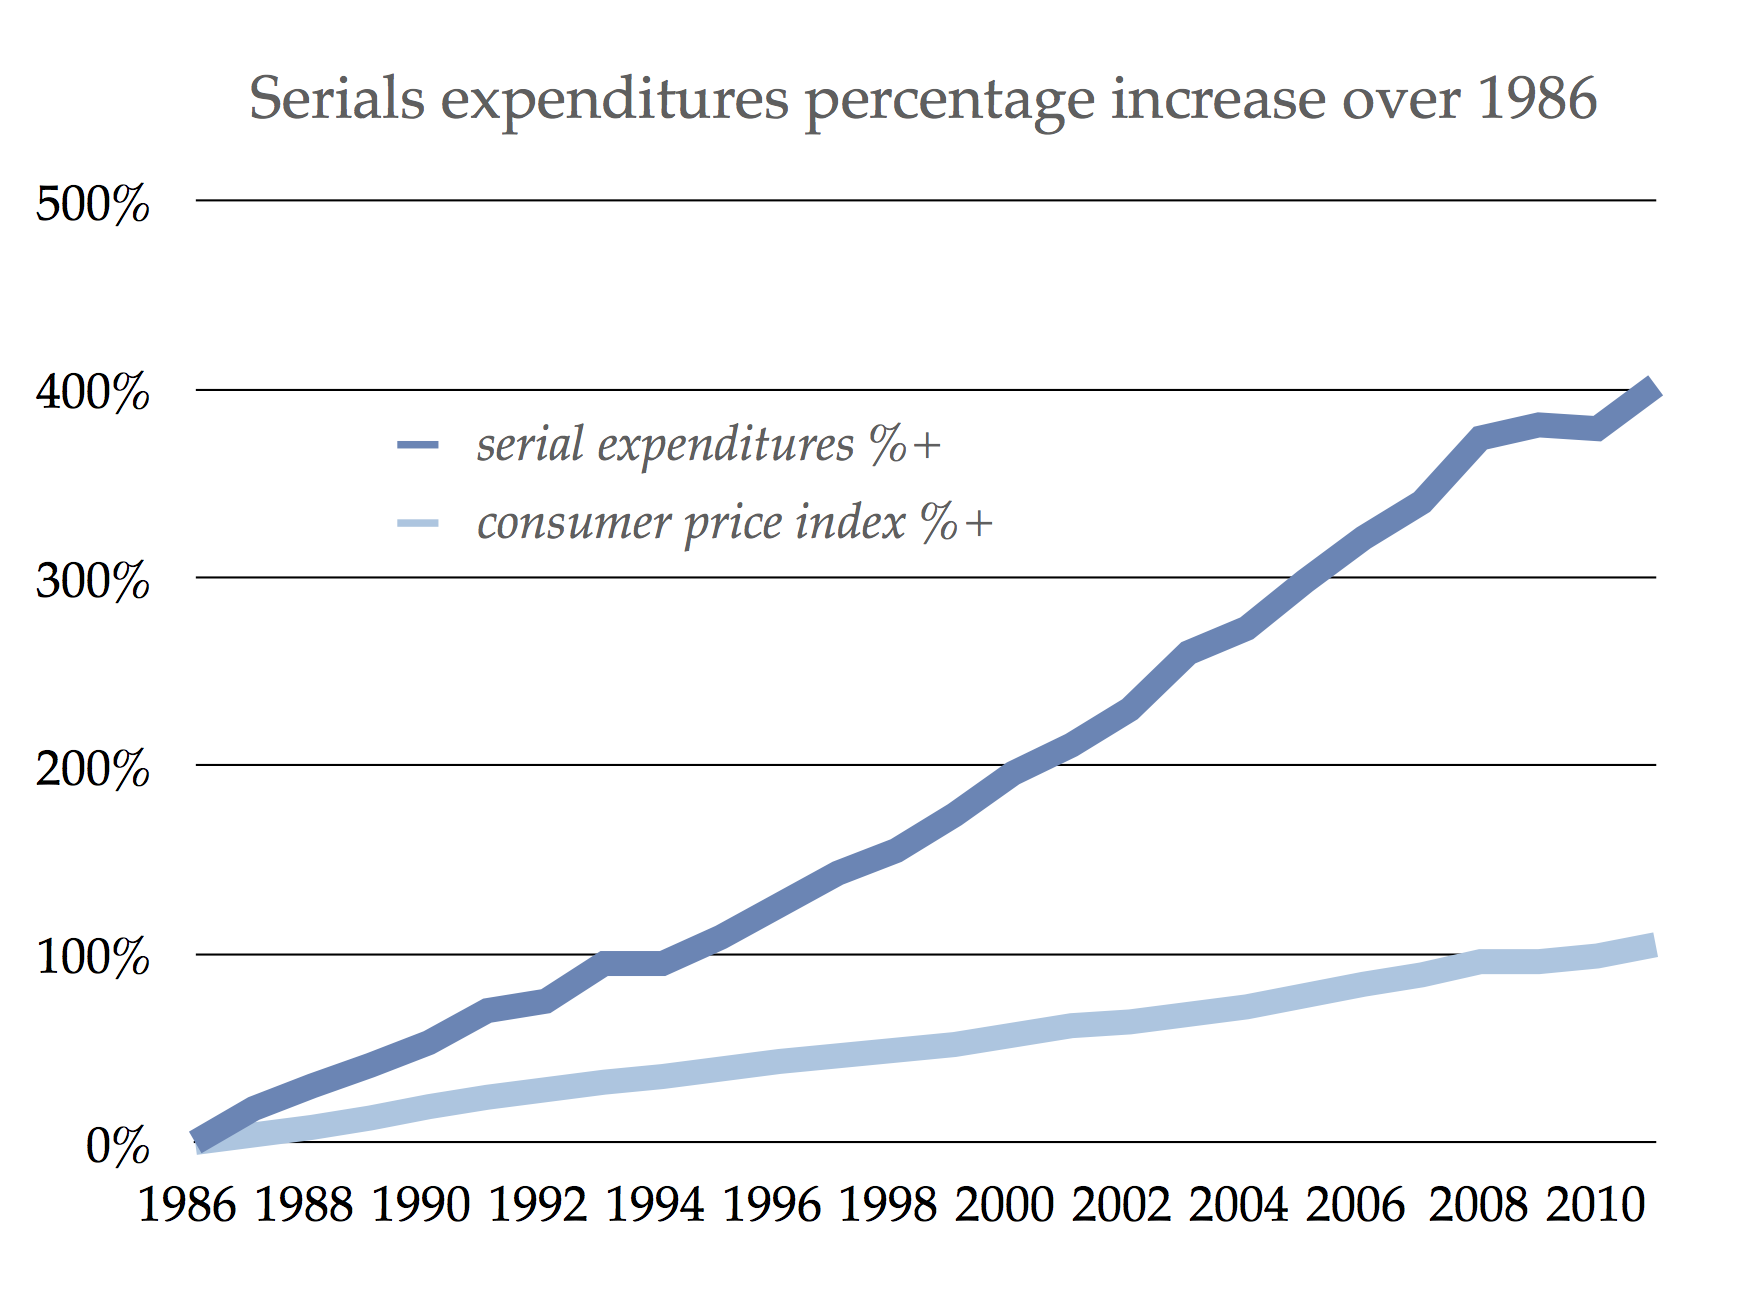 Serials expenditures percentage increase over 1986
500%
400%
serial expenditures %+
consumer price index %+
300%
200%
100%
0%
1986 1988 1990 1992 1994 1996 1998 2000 2002 2004 2006 2008 2010